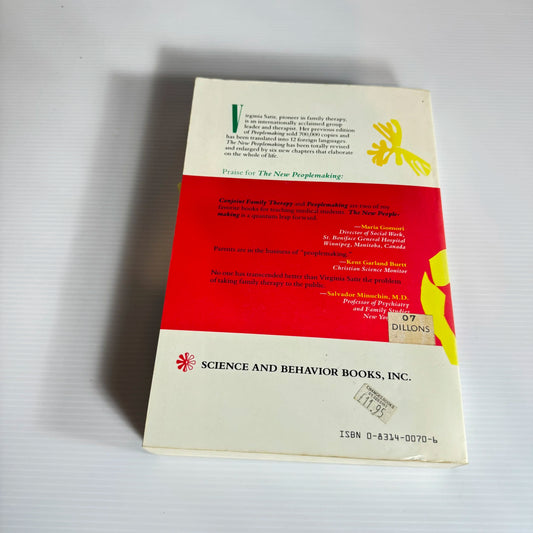 Virginia Satir, pioneer in family therapy,
is an internationally acclaimed group
leader and therapist. Her previous edition
of Peoplemaking sold 700,000 copies and
has been translated into 12 foreign languages.
The New Peoplemaking has been totally revised
and enlarged by six new chapters that elaborate
on the whole of life.
Praise for The New Peoplemaking:
Conjoint Family Therapy and Peoplemaking are two of my
favorite books for teaching medical students. The New People-
making is a quantum leap forward.
—Maria Gomori
Director of Social Work,
St. Boniface General Hospital
Winnipeg, Manitoba, Canada
Parents are in the business of "peoplemaking."
—Kent Garland Burtt
Christian Science Monitor
No one has transcended better than Virginia Satir the problem
of taking family therapy to the public.
—Salvador Minuchin, M.D.
Professor of Psychiatry
and Family Studies
New York
07
DILLONS
SCIENCE AND BEHAVIOR BOOKS, INC.
£11.95
ISBN 0-8314-0070-6